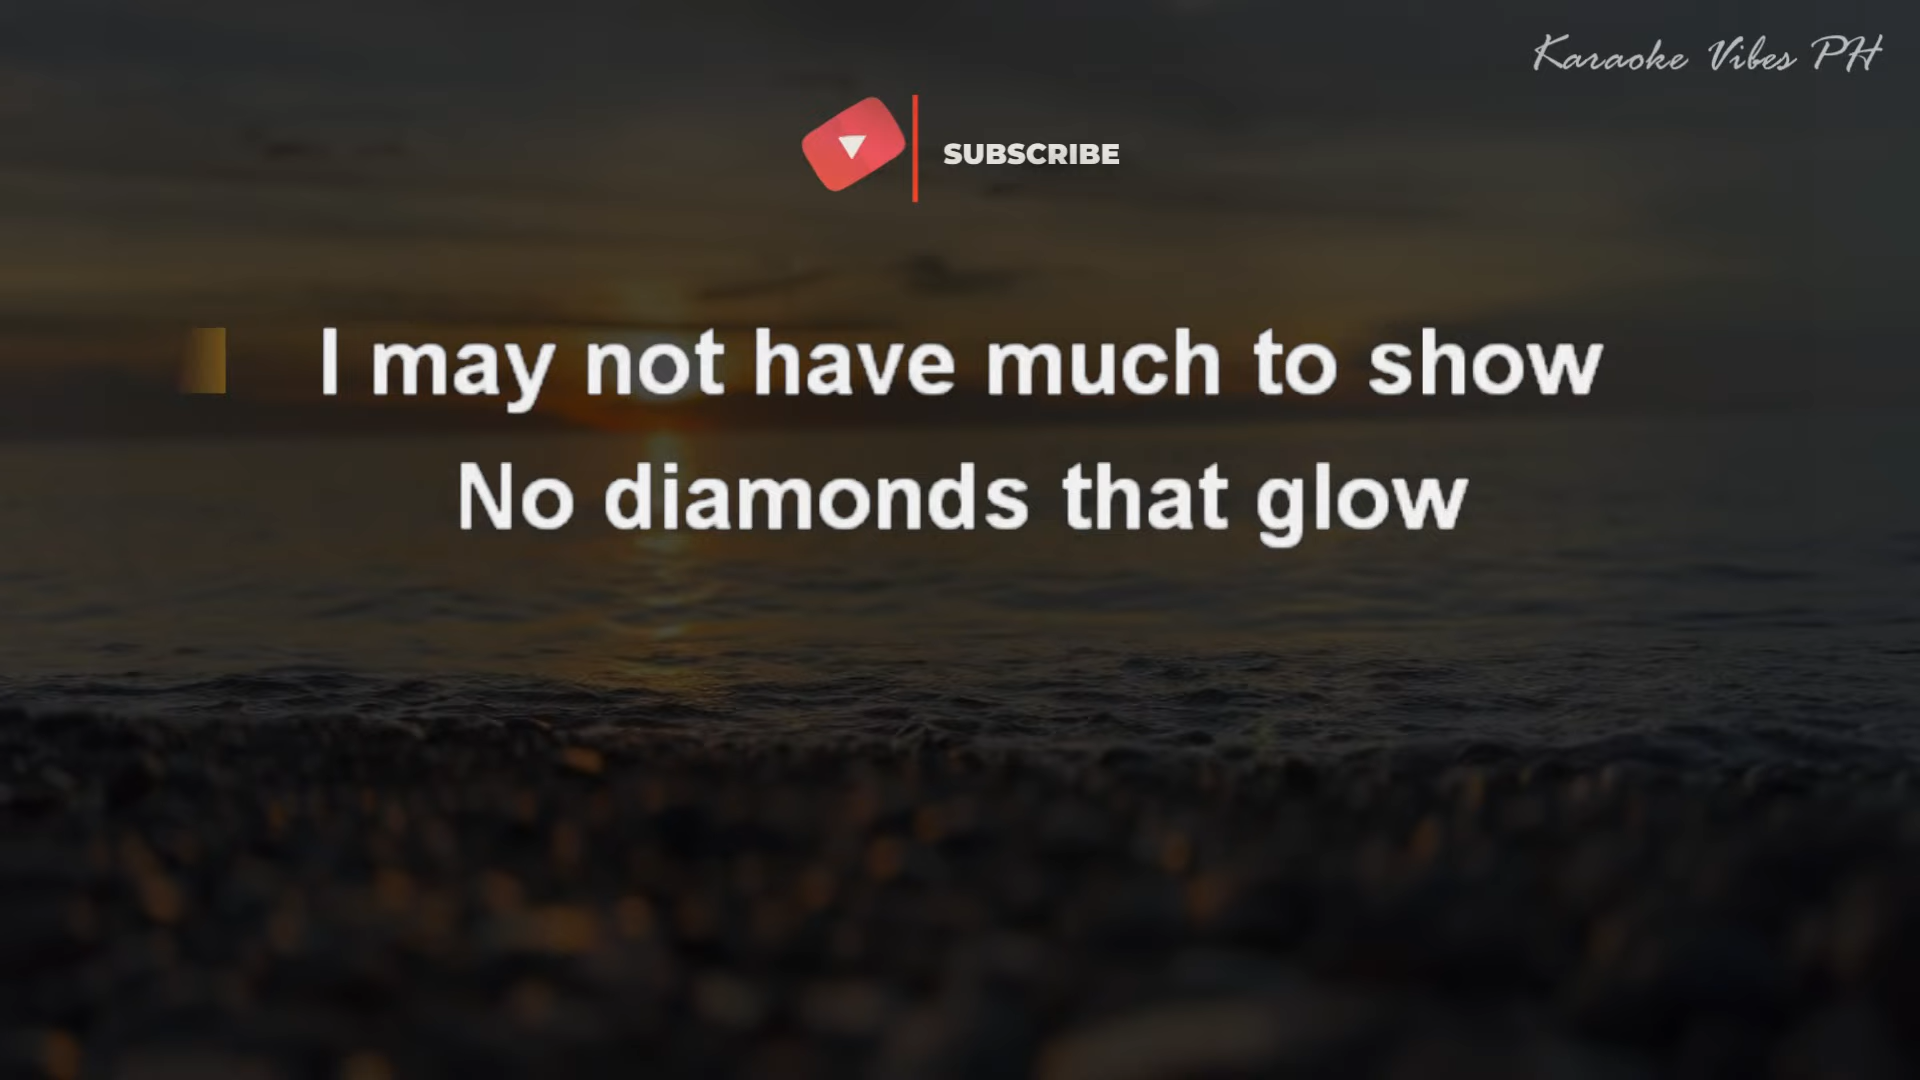 Karaoke Vibes PH
SUBSCRIBE
I may not have much to show
No diamonds that glow